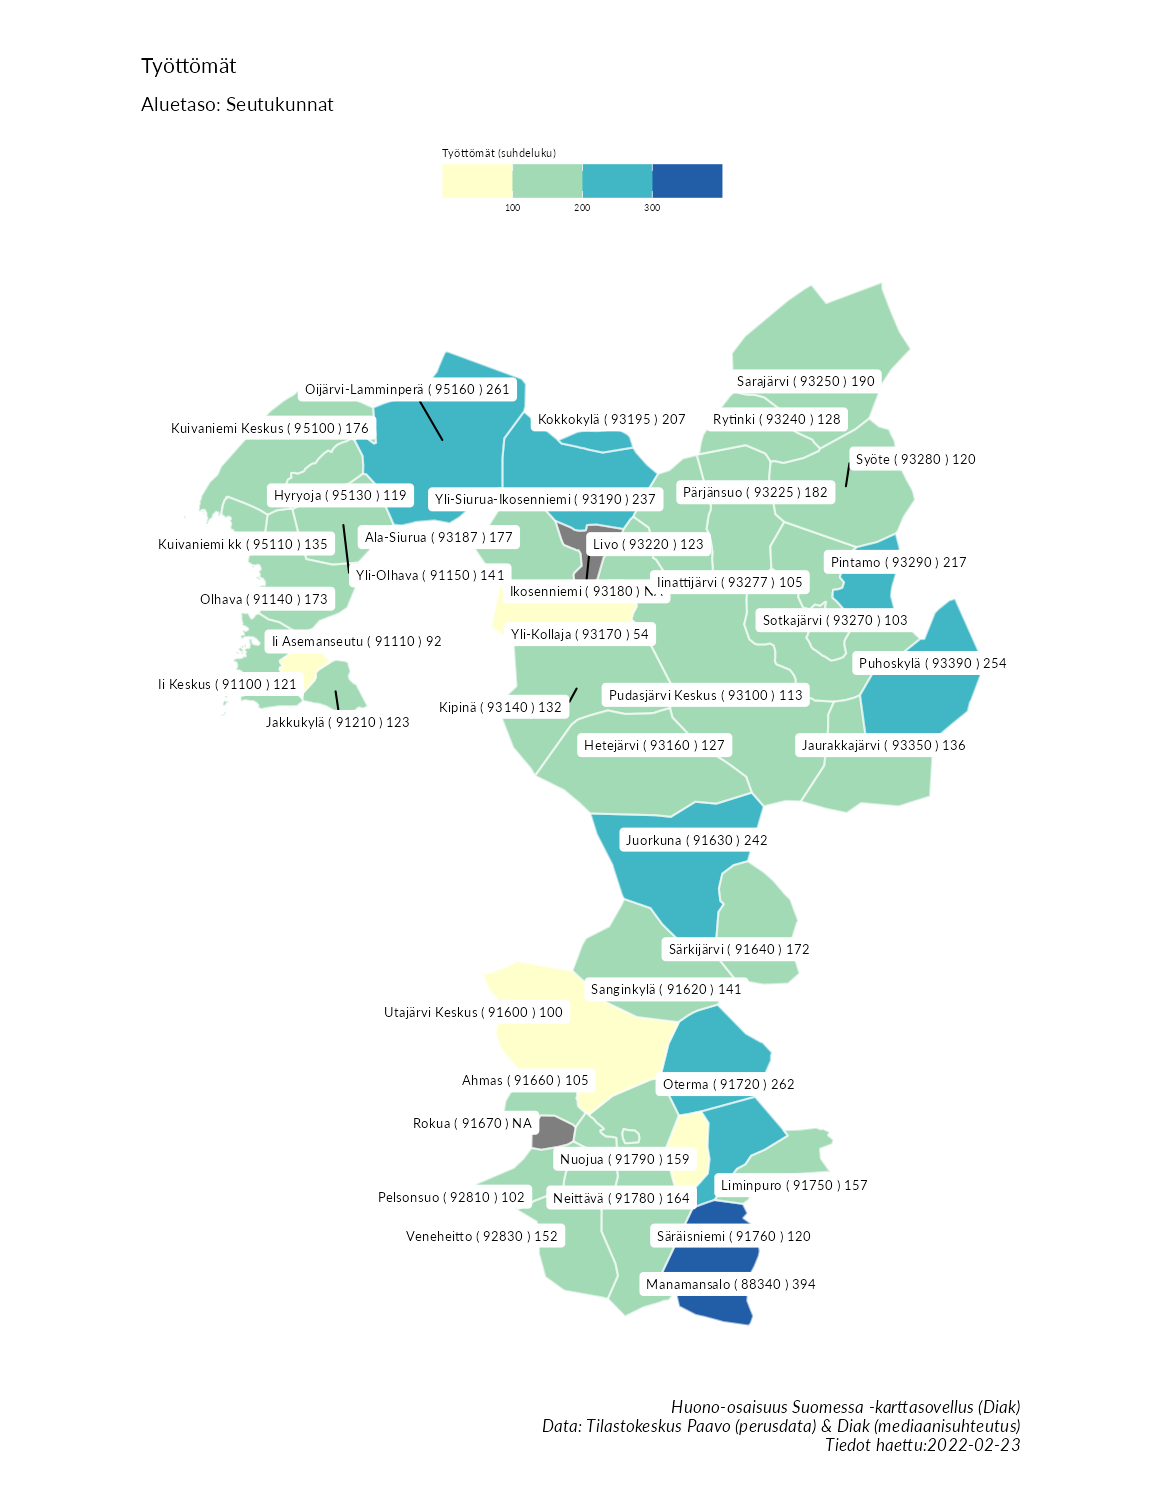 Työttömät
Aluetaso: Seutukunnat
Työttömät (suhdeluku)
100 200 300
Sarajärvi ( 93250 ) 190
Oijärvi-Lamminperä ( 95160 ) 261
Kokkokylä ( 93195 ) 207
Rytinki ( 93240 ) 128
Kuivaniemi Keskus ( 95100 ) 176
Syöte ( 93280 ) 120
Pärjänsuo ( 93225 ) 182
Hyryoja ( 95130 ) 119
Yli-Siurua-Ikosenniemi ( 93190 ) 237
Ala-Siurua ( 93187 ) 177
Kuivaniemi kk ( 95110 ) 135
Livo ( 93220 ) 123
Pintamo ( 93290 ) 217
Yli-Olhava ( 91150 ) 141
Iinattijärvi ( 93277 ) 105
Ikosenniemi ( 93180 ) NA
Olhava ( 91140 ) 173
Sotkajärvi ( 93270 ) 103
Yli-Kollaja ( 93170 ) 54
Ii Asemanseutu ( 91110 ) 92
Puhoskylä ( 93390 ) 254
Ii Keskus ( 91100 ) 121
Pudasjärvi Keskus ( 93100 ) 113
Kipinä ( 93140 ) 132
Jakkukylä ( 91210 ) 123
Hetejärvi ( 93160 ) 127
Jaurakkajärvi ( 93350 ) 136
Juorkuna ( 91630 ) 242
Särkijärvi ( 91640 ) 172
Sanginkylä ( 91620 ) 141
Utajärvi Keskus ( 91600 ) 100
Ahmas ( 91660 ) 105
Oterma ( 91720 ) 262
Rokua ( 91670 ) NA
Nuojua ( 91790 ) 159
Liminpuro ( 91750 ) 157
Pelsonsuo ( 92810 ) 102
Neittävä ( 91780 ) 164
Veneheitto ( 92830 ) 152
Säräisniemi ( 91760 ) 120
Manamansalo ( 88340 ) 394
Huono-osaisuus Suomessa -karttasovellus (Diak)
Data: Tilastokeskus Paavo (perusdata) & Diak (mediaanisuhteutus)
Tiedot haettu:2022-02-23